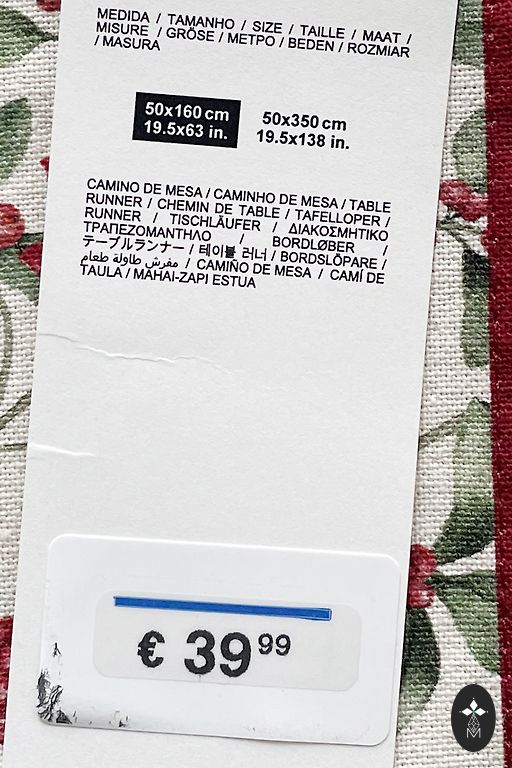 MEDIDA / TAMANHO / SIZE / TAILLE / MAAT /
MISURE / GRÖSE / ΜΕΤΡΟ / BEDEN / ROZMIAR
/ MASURA
50x160 cm
19.5x63 in.
50x350 cm
19.5x138 in.
CAMINO DE MESA / CAMINHO DE MESA / TABLE
RUNNER / CHEMIN DE TABLE / TAFELLOPER /
RUNNER / TISCHLÄUFER / ΔΙΑΚΟΣΜΗΤΙΚΟ
ΤΡΑΠΕΖΟΜΑΝΤΗΛΟ / BORDLØBER /
テーブルランナー / 테이블 러너 / BORDSLÖPARE /
مفرش طاولة طعام / CAMIÑO DE MESA / CAMÍ DE
TAULA / MAHAI-ZAPI ESTUA
€ 39 99
M